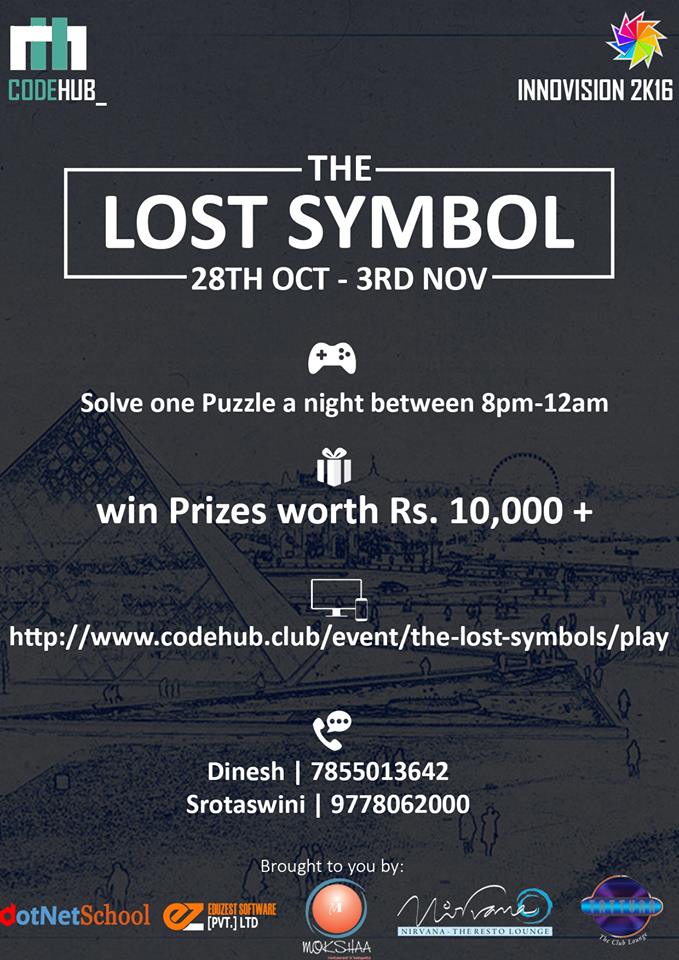 CODEHUB_
INNOVISION 2K16
THE
LOST SYMBOL
28TH OCT - 3RD NOV
Solve one Puzzle a night between 8pm-12am
win Prizes worth Rs. 10,000 +
http://www.codehub.club/event/the-lost-symbols/play
Dinesh | 7855013642
Srotaswini | 9778062000
Brought to you by:
dotNetSchool
EZ
EDUZEST SOFTWARE
[PVT.] LTD
M
MOKSHAA
Nirvana
NIRVANA - THE RESTO LOUNGE
The Club Lounge